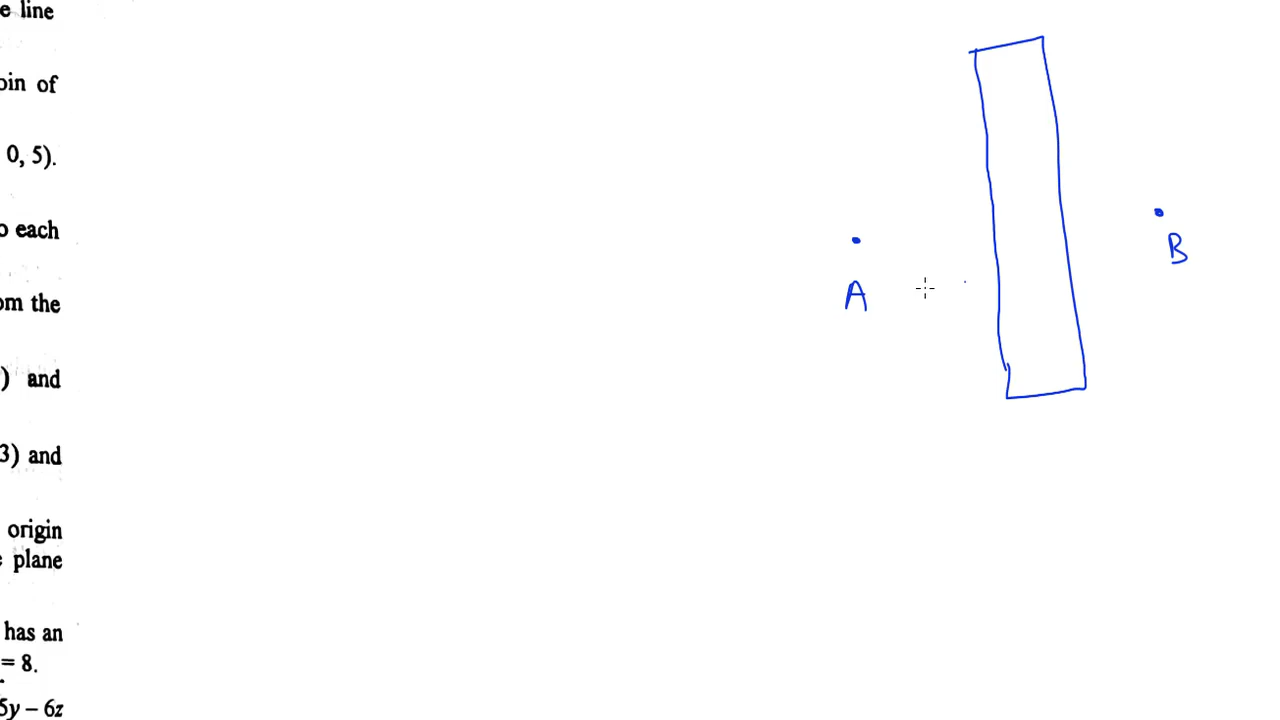 e line
oin of
0, 5).
o each
om the
) and
3) and
origin
plane
has an
= 8.
5y – 6z
A
B